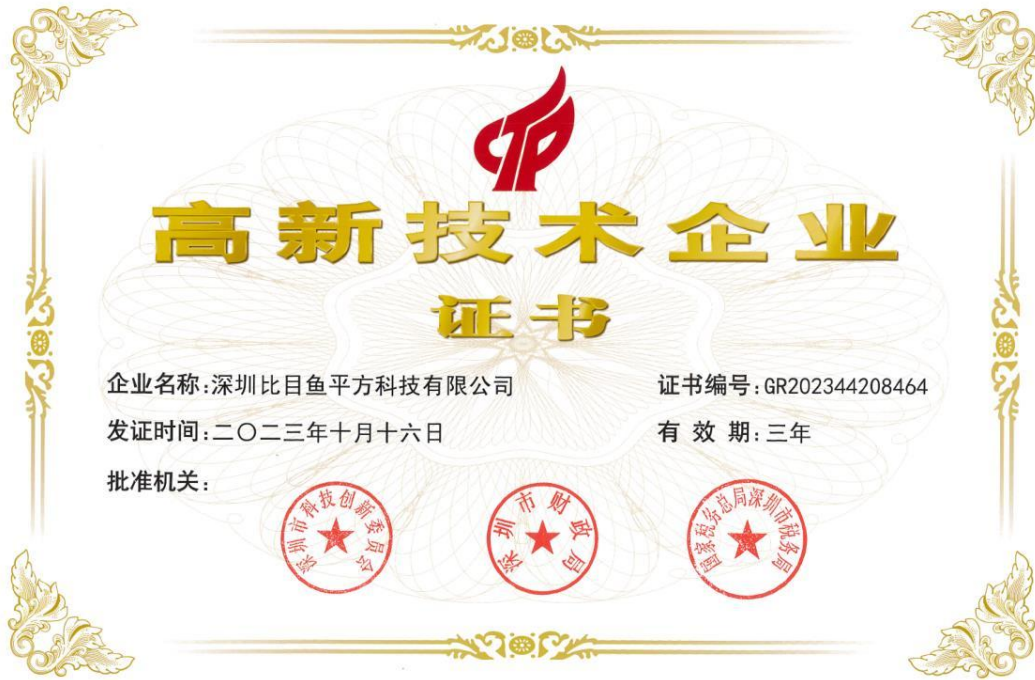 高新技术企业
证书
企业名称:深圳比目鱼平方科技有限公司
证书编号:GR202344208464
发证时间:二〇二三年十月十六日
有 效 期:三年
批准机关:
深圳市科技创新委员会
深圳市财政局
国家税务总局深圳市税务局